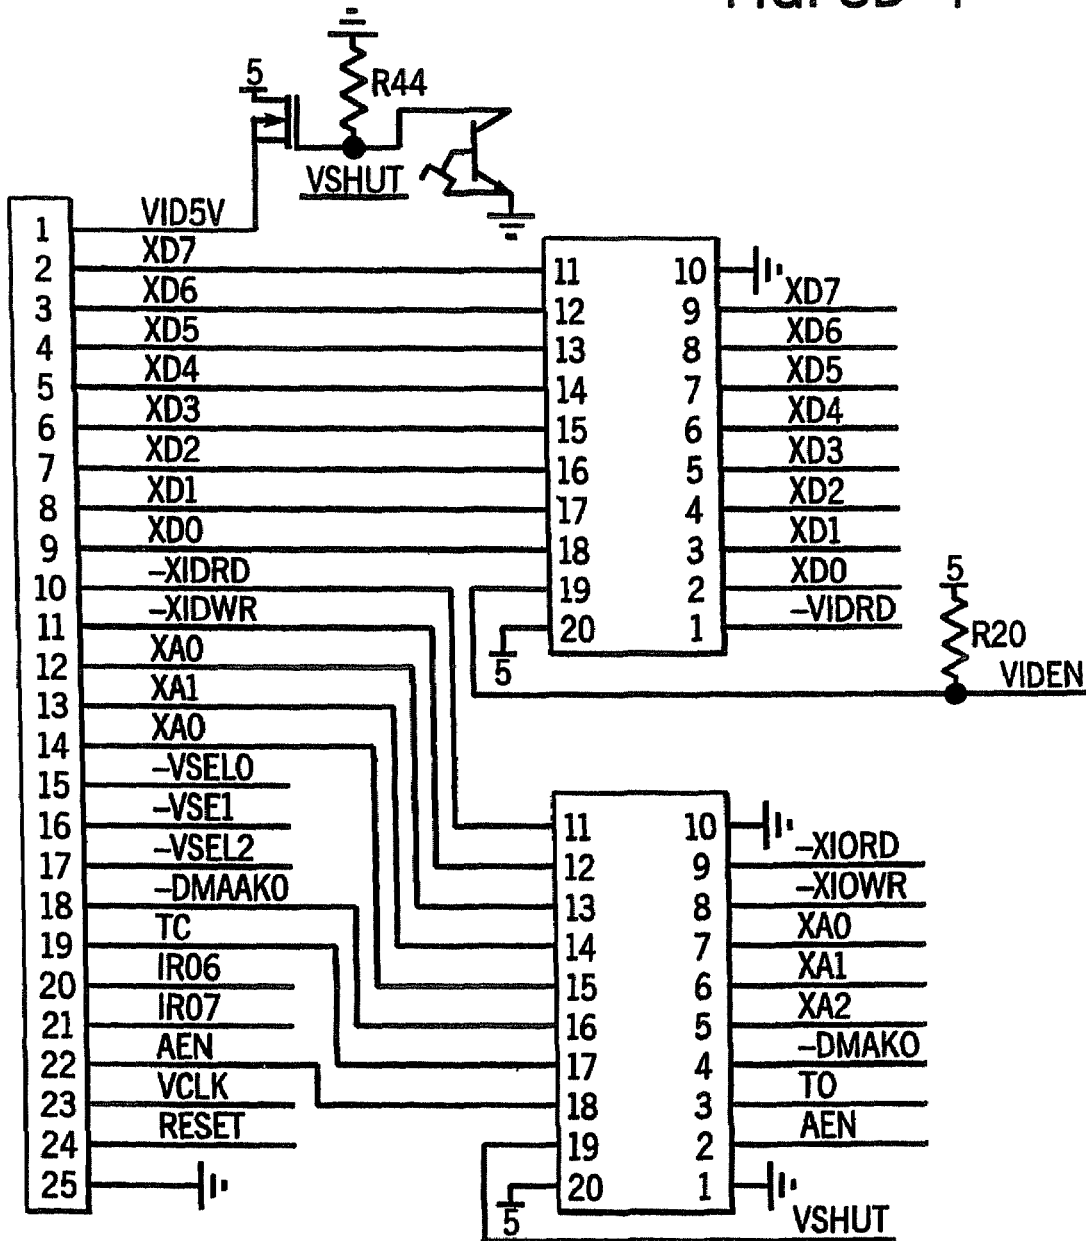 5
R44
VSHUT
1 VID5V
2 XD7 11 10
3 XD6 12 9 XD7
4 XD5 13 8 XD6
5 XD4 14 7 XD5
6 XD3 15 6 XD4
7 XD2 16 5 XD3
8 XD1 17 4 XD2
9 XD0 18 3 XD1
10 –XIDRD 19 2 XD0 5
11 –XIDWR 20 1 –VIDRD R20
12 XA0 5 VIDEN
13 XA1
14 XA0
15 –VSEL0
16 –VSE1 11 10
17 –VSEL2 12 9 –XIORD
18 –DMAAK0 13 8 –XIOWR
19 TC 14 7 XA0
20 IR06 15 6 XA1
21 IR07 16 5 XA2
22 AEN 17 4 –DMAK0
23 VCLK 18 3 TO
24 RESET 19 2 AEN
25 20 1
5 VSHUT